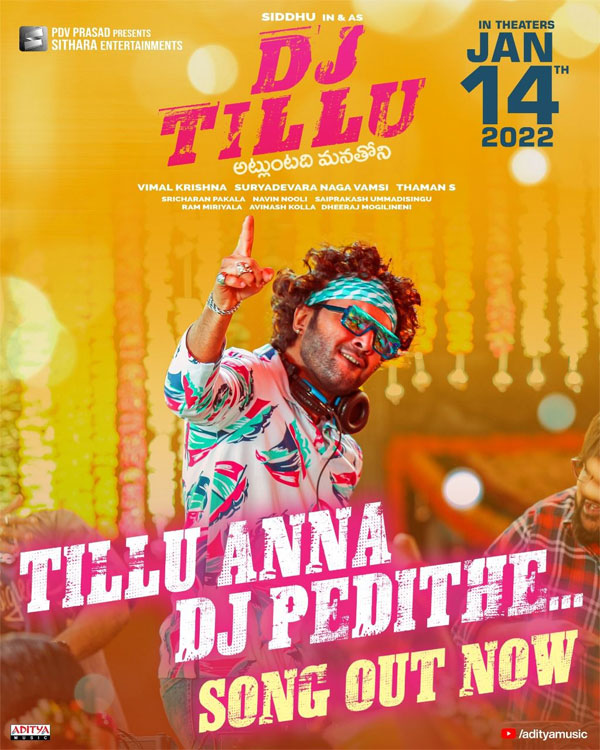 PDV PRASAD PRESENTS
SITHARA ENTERTAINMENTS
SIDDHU IN & AS
DJ
TILLU
అట్లుంటది మనతోని
IN THEATERS
JAN
14TH
2022
VIMAL KRISHNA SURYADEVARA NAGA VAMSI THAMAN S
SRICHARAN PAKALA NAVIN NOOLI SAIPRAKASH UMMADISINGU
RAM MIRIYALA AVINASH KOLLA DHEERAJ MOGILINENI
TILLU ANNA
DJ PEDITHE...
SONG OUT NOW
ADITYA
MUSIC
/adityamusic